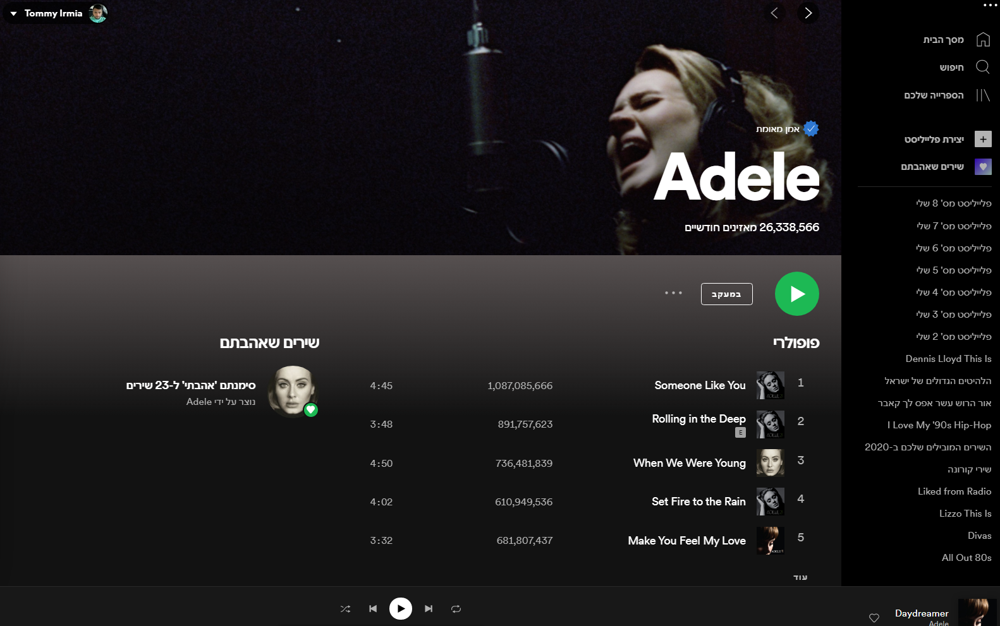 Tommy Irmia
מסך הבית
חיפוש
הספרייה שלכם
יצירת פלייליסט
שירים שאהבתם
פלייליסט מס' 8 שלי
פלייליסט מס' 7 שלי
פלייליסט מס' 6 שלי
פלייליסט מס' 5 שלי
פלייליסט מס' 4 שלי
פלייליסט מס' 3 שלי
פלייליסט מס' 2 שלי
Dennis Lloyd This Is
הלהיטים הגדולים של ישראל
אור הרוש עשר אפס לך קאבר
I Love My '90s Hip-Hop
השירים המובילים שלכם ב-2020
שירי קורונה
Liked from Radio
Lizzo This Is
Divas
All Out 80s
אמן מאומת
Adele
26,338,566 מאזינים חודשיים
במעקב
פופולרי
1 Someone Like You 1,087,085,666 4:45
2 Rolling in the Deep 891,757,623 3:48
E
3 When We Were Young 736,481,839 4:50
4 Set Fire to the Rain 610,949,536 4:02
5 Make You Feel My Love 681,807,437 3:32
עוד
שירים שאהבתם
סימנתם 'אהבתי' ל-23 שירים
נוצר על ידי Adele
Daydreamer
Adele